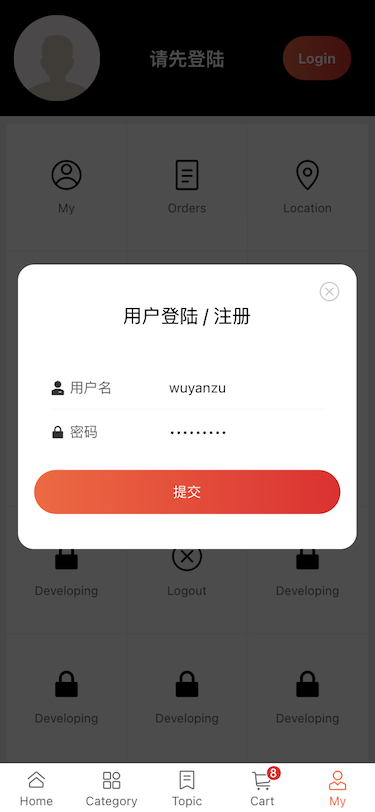 请先登陆
Login
My
Orders
Location
用户登陆 / 注册
用户名
wuyanzu
密码
•••••••••
提交
Developing
Logout
Developing
Developing
Developing
Developing
Home
Category
Topic
Cart
8
My